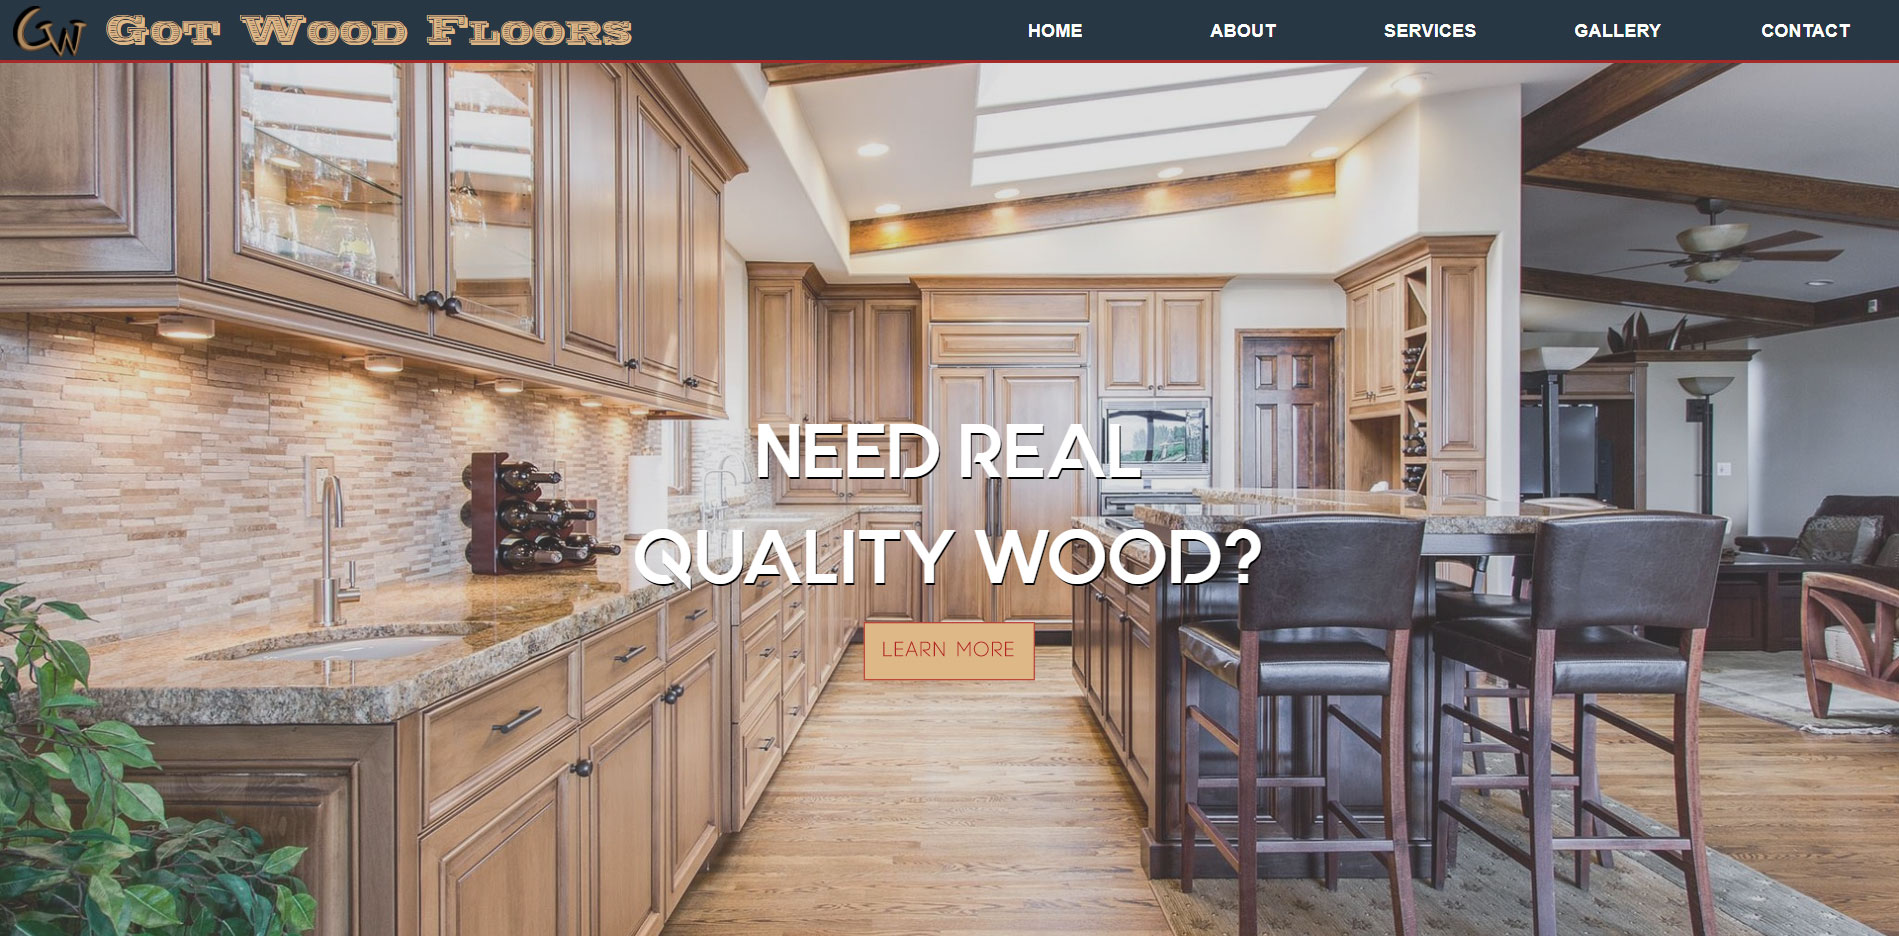 GW Got Wood Floors
HOME ABOUT SERVICES GALLERY CONTACT
NEED REAL
QUALITY WOOD?
LEARN MORE